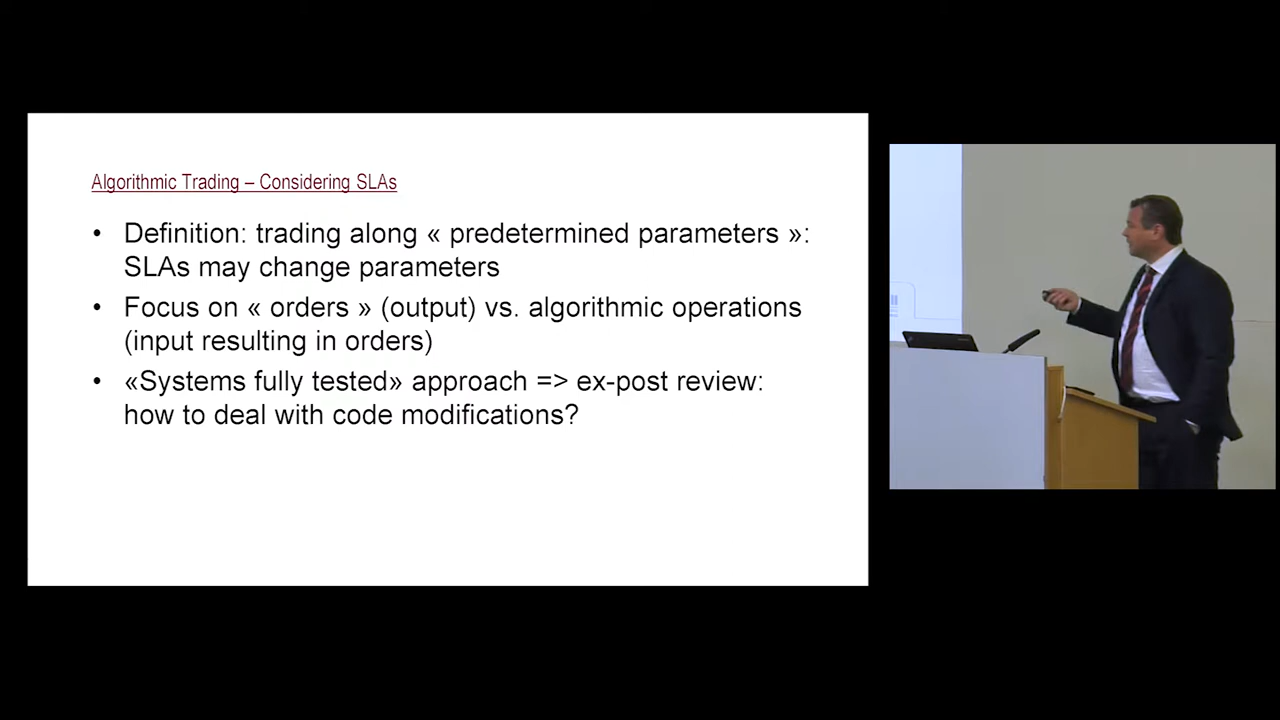 Algorithmic Trading – Considering SLAs
• Definition: trading along « predetermined parameters »:
SLAs may change parameters
• Focus on « orders » (output) vs. algorithmic operations
(input resulting in orders)
• «Systems fully tested» approach => ex-post review:
how to deal with code modifications?